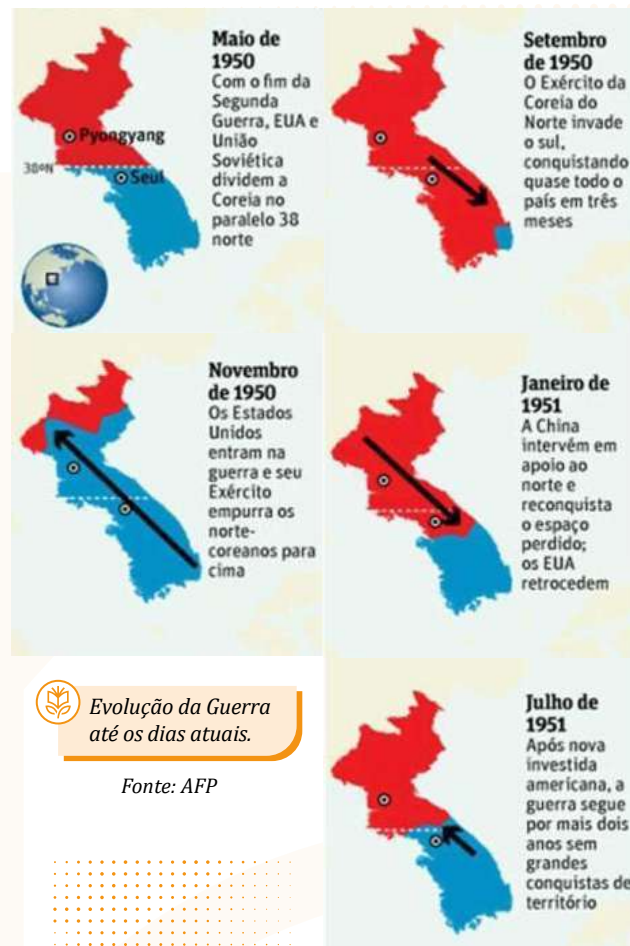 Maio de
1950
Com o fim da
Segunda
Guerra, EUA e
União
Soviética
dividem a
Coreia no
paralelo 38
norte
Pyongyang
38ºN
Seul
Setembro
de 1950
O Exército da
Coreia do
Norte invade
o sul,
conquistando
quase todo o
país em três
meses
Novembro
de 1950
Os Estados
Unidos
entram na
guerra e seu
Exército
empurra os
norte-
coreanos para
cima
Janeiro de
1951
A China
intervém em
apoio ao
norte e
reconquista
o espaço
perdido;
os EUA
retrocedem
Evolução da Guerra
até os dias atuais.
Fonte: AFP
Julho de
1951
Após nova
investida
americana, a
guerra segue
por mais dois
anos sem
grandes
conquistas de
território